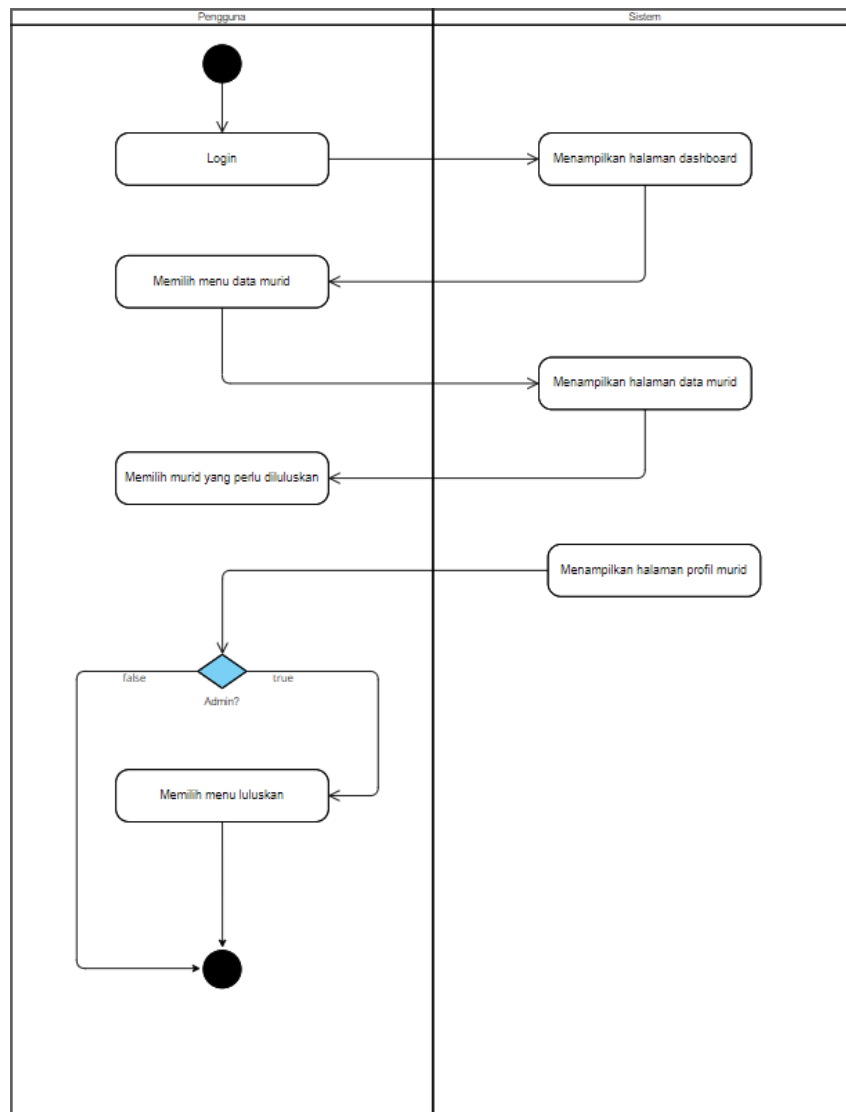 Pengguna
Sistem
Login
Menampilkan halaman dashboard
Memilih menu data murid
Menampilkan halaman data murid
Memilih murid yang perlu diluluskan
Menampilkan halaman profil murid
false
true
Admin?
Memilih menu luluskan